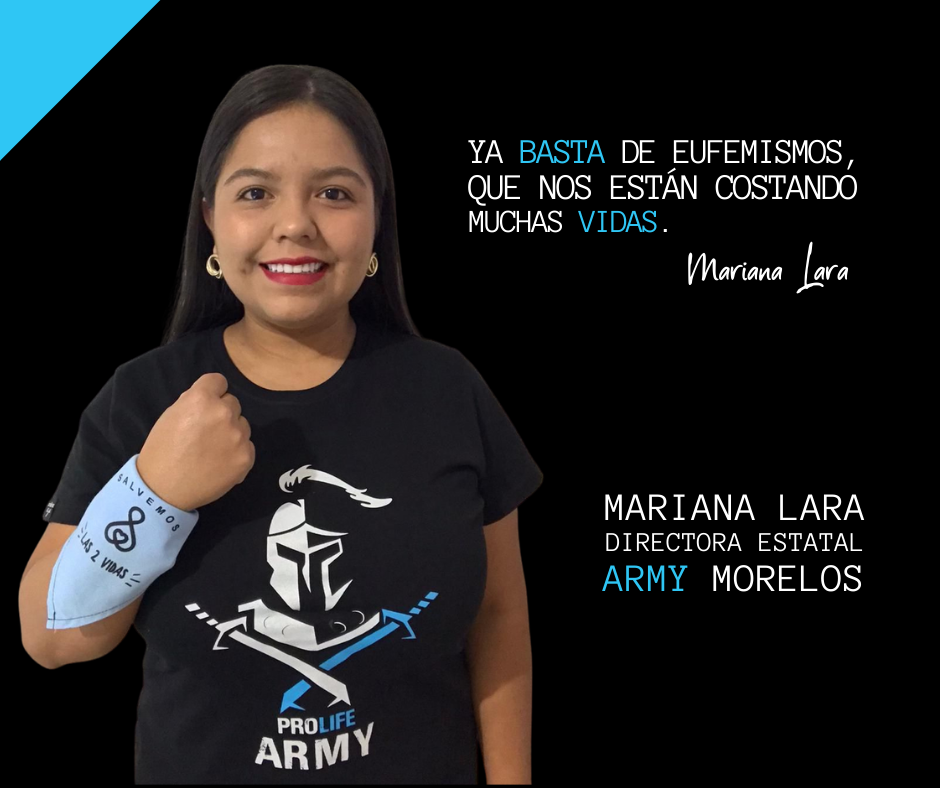 YA BASTA DE EUFEMISMOS,
QUE NOS ESTÁN COSTANDO
MUCHAS VIDAS.
Mariana Lara
SALVEMOS
LAS 2 VIDAS
MARIANA LARA
DIRECTORA ESTATAL
ARMY MORELOS
PROLIFE
ARMY